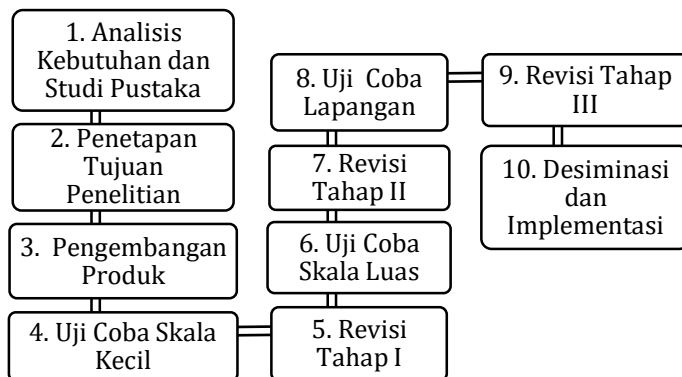 1. Analisis
Kebutuhan dan
Studi Pustaka
2. Penetapan
Tujuan
Penelitian
3. Pengembangan
Produk
4. Uji Coba Skala
Kecil
5. Revisi
Tahap I
6. Uji Coba
Skala Luas
7. Revisi
Tahap II
8. Uji Coba
Lapangan
9. Revisi Tahap
III
10. Desiminasi
dan
Implementasi